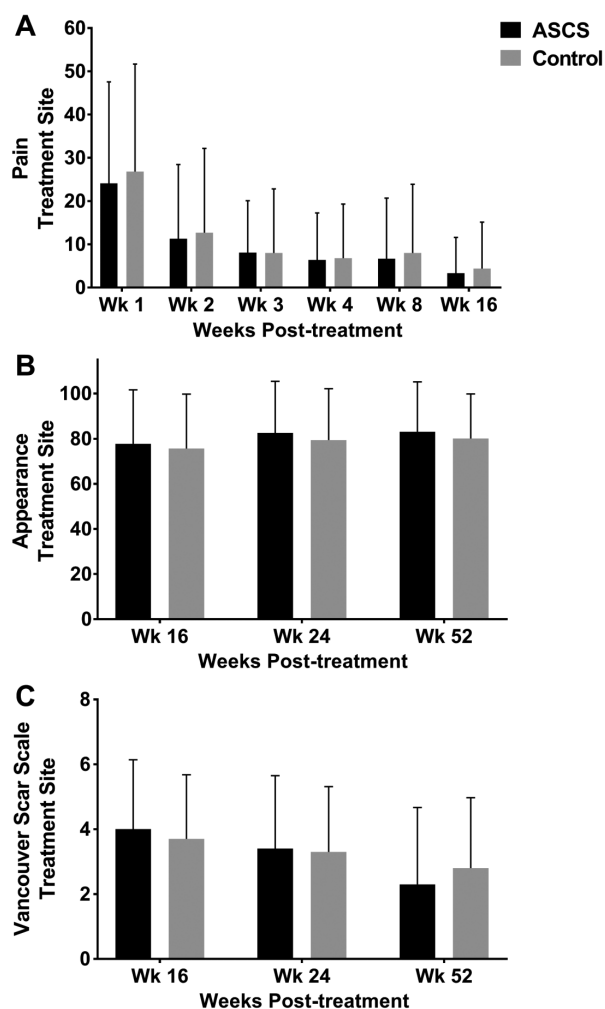 A
ASCS
Control
Pain
Treatment Site
60
50
40
30
20
10
0
Wk 1 Wk 2 Wk 3 Wk 4 Wk 8 Wk 16
Weeks Post-treatment
B
Appearance
Treatment Site
100
80
60
40
20
0
Wk 16 Wk 24 Wk 52
Weeks Post-treatment
C
Vancouver Scar Scale
Treatment Site
8
6
4
2
0
Wk 16 Wk 24 Wk 52
Weeks Post-treatment